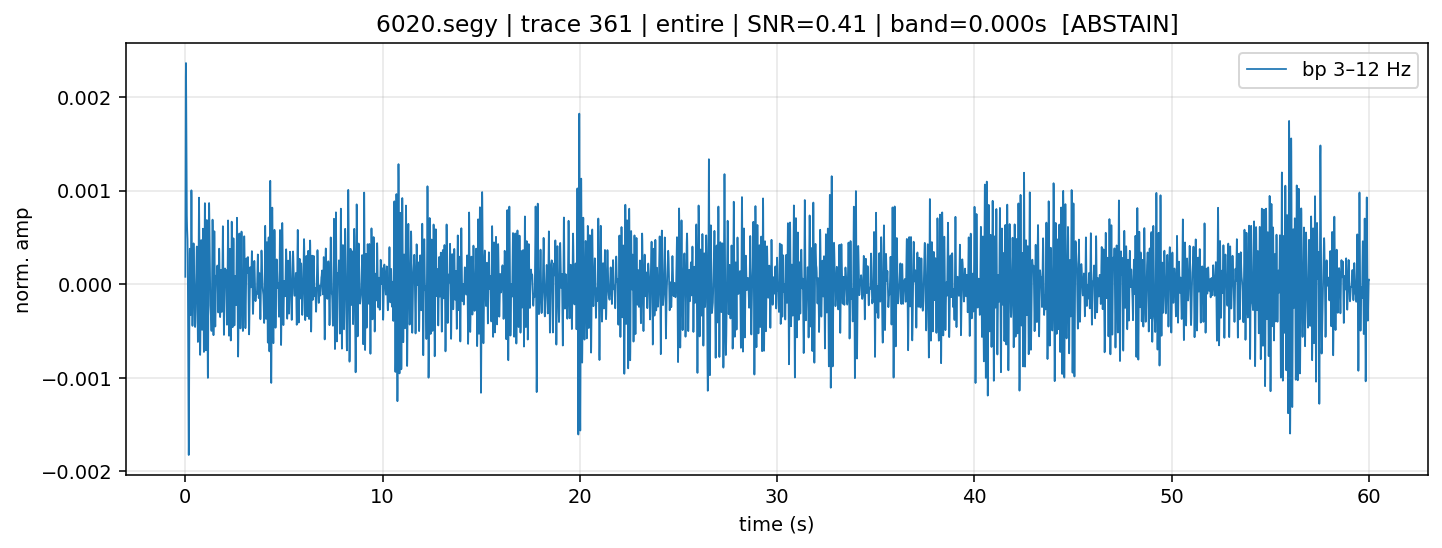 6020.segy | trace 361 | entire | SNR=0.41 | band=0.000s [ABSTAIN]
bp 3–12 Hz
0.002
0.001
0.000
−0.001
−0.002
norm. amp
0 10 20 30 40 50 60
time (s)